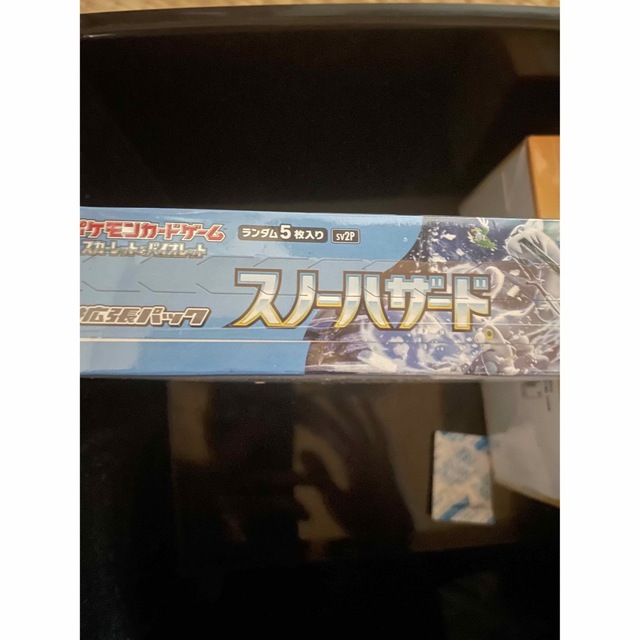 ポケモンカードゲーム
スカーレット&バイオレット
ランダム5枚入り sv2P
拡張パック
スノーハザード